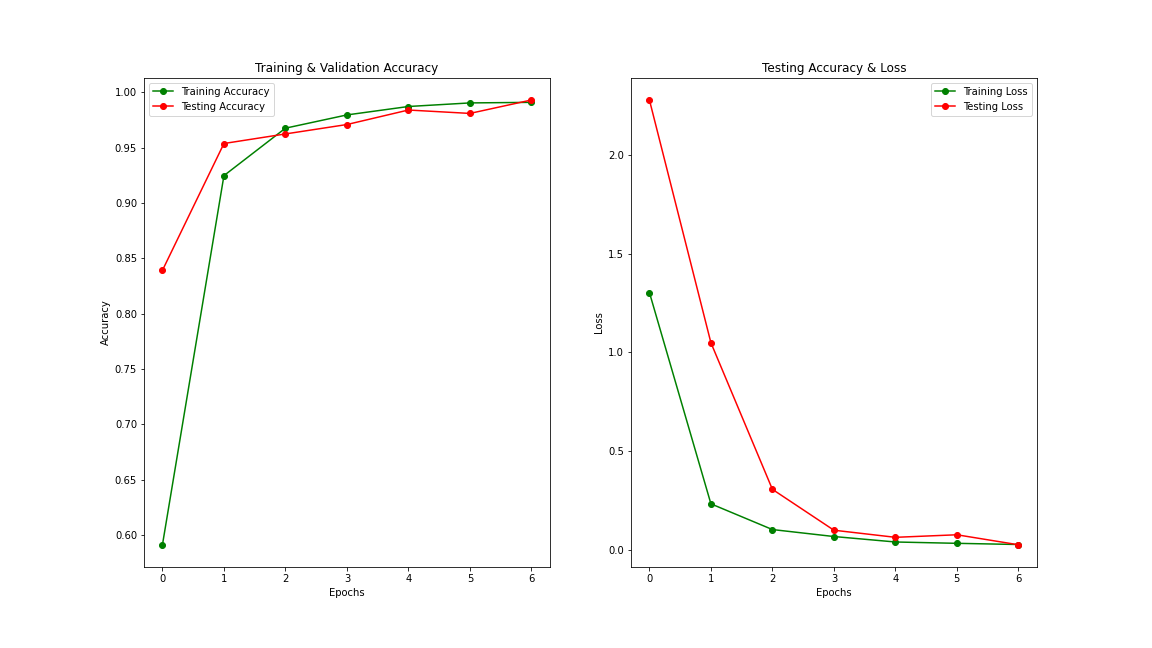 Training & Validation Accuracy
Training Accuracy
Testing Accuracy
1.00
0.95
0.90
0.85
0.80
0.75
0.70
0.65
0.60
Accuracy
0 1 2 3 4 5 6
Epochs
Testing Accuracy & Loss
Training Loss
Testing Loss
2.0
1.5
1.0
0.5
0.0
Loss
0 1 2 3 4 5 6
Epochs